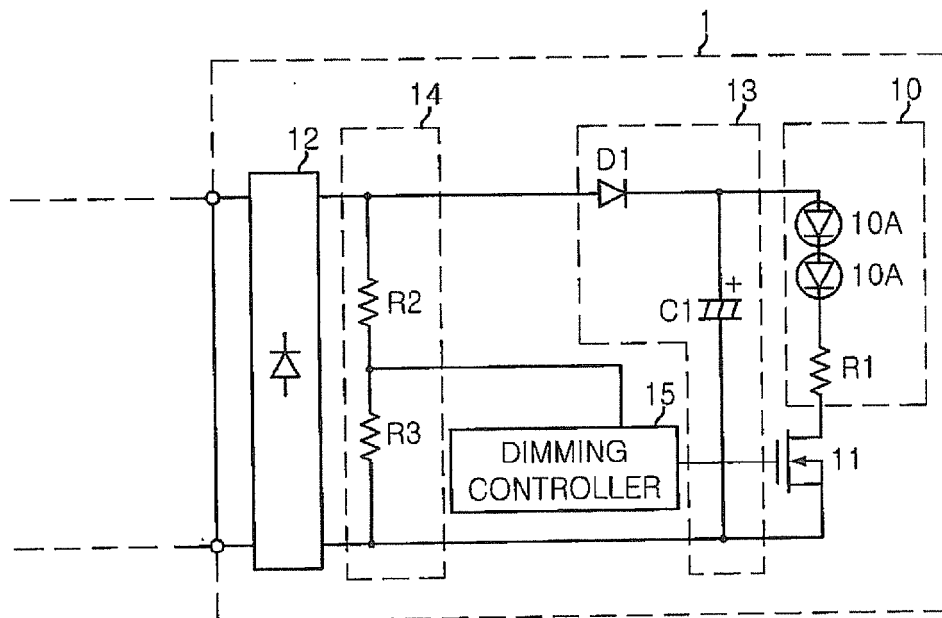 1
14
13
10
12
D1
10A
10A
R2
C1
R1
15
R3
DIMMING
CONTROLLER
11
+